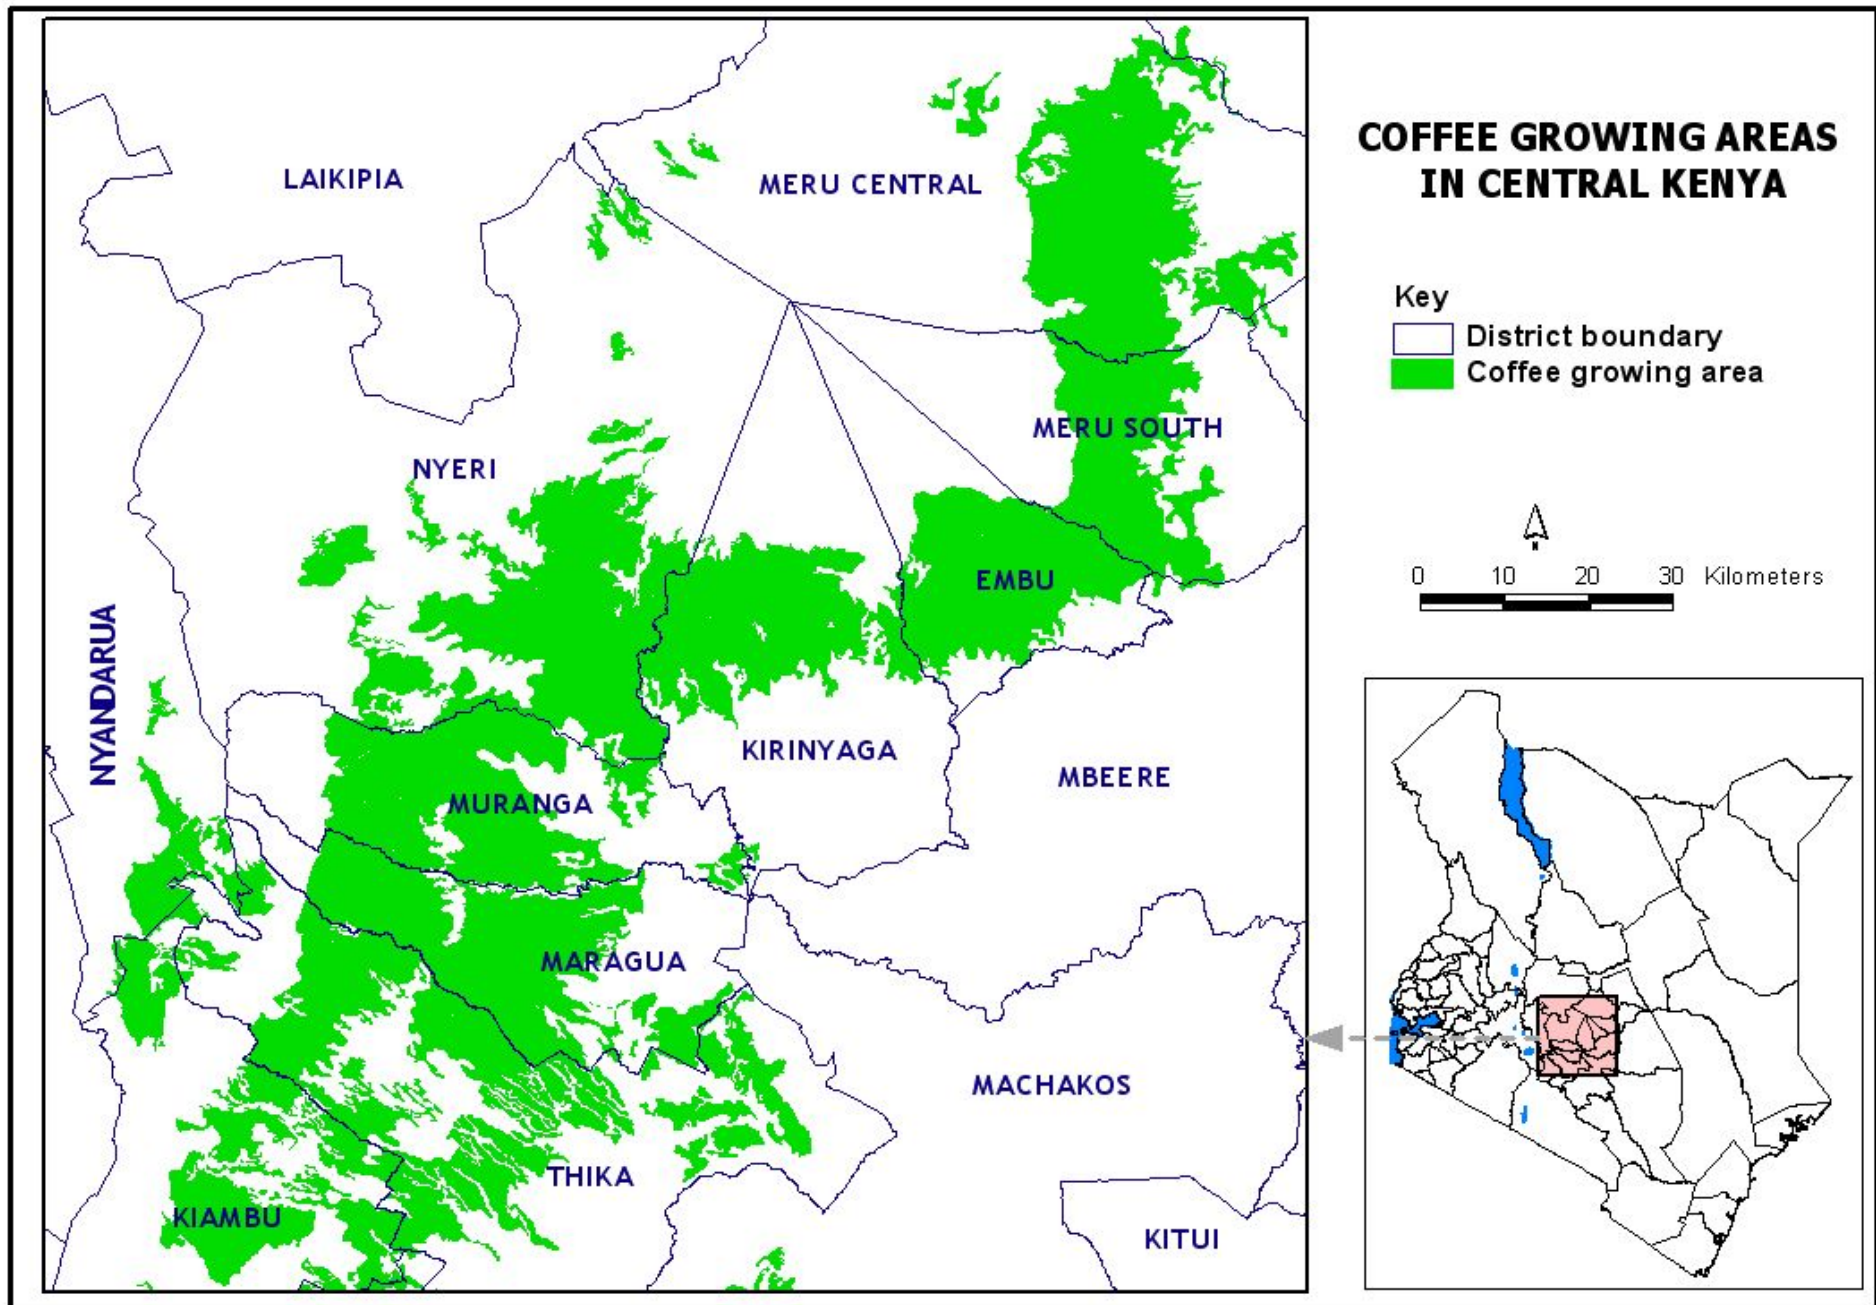 COFFEE GROWING AREAS
IN CENTRAL KENYA
Key
District boundary
Coffee growing area
N
0 10 20 30 Kilometers
LAIKIPIA
MERU CENTRAL
MERU SOUTH
NYERI
EMBU
NYANDARUA
KIRINYAGA
MBEERE
MURANGA
MARAGUA
MACHAKOS
THIKA
KIAMBU
KITUI